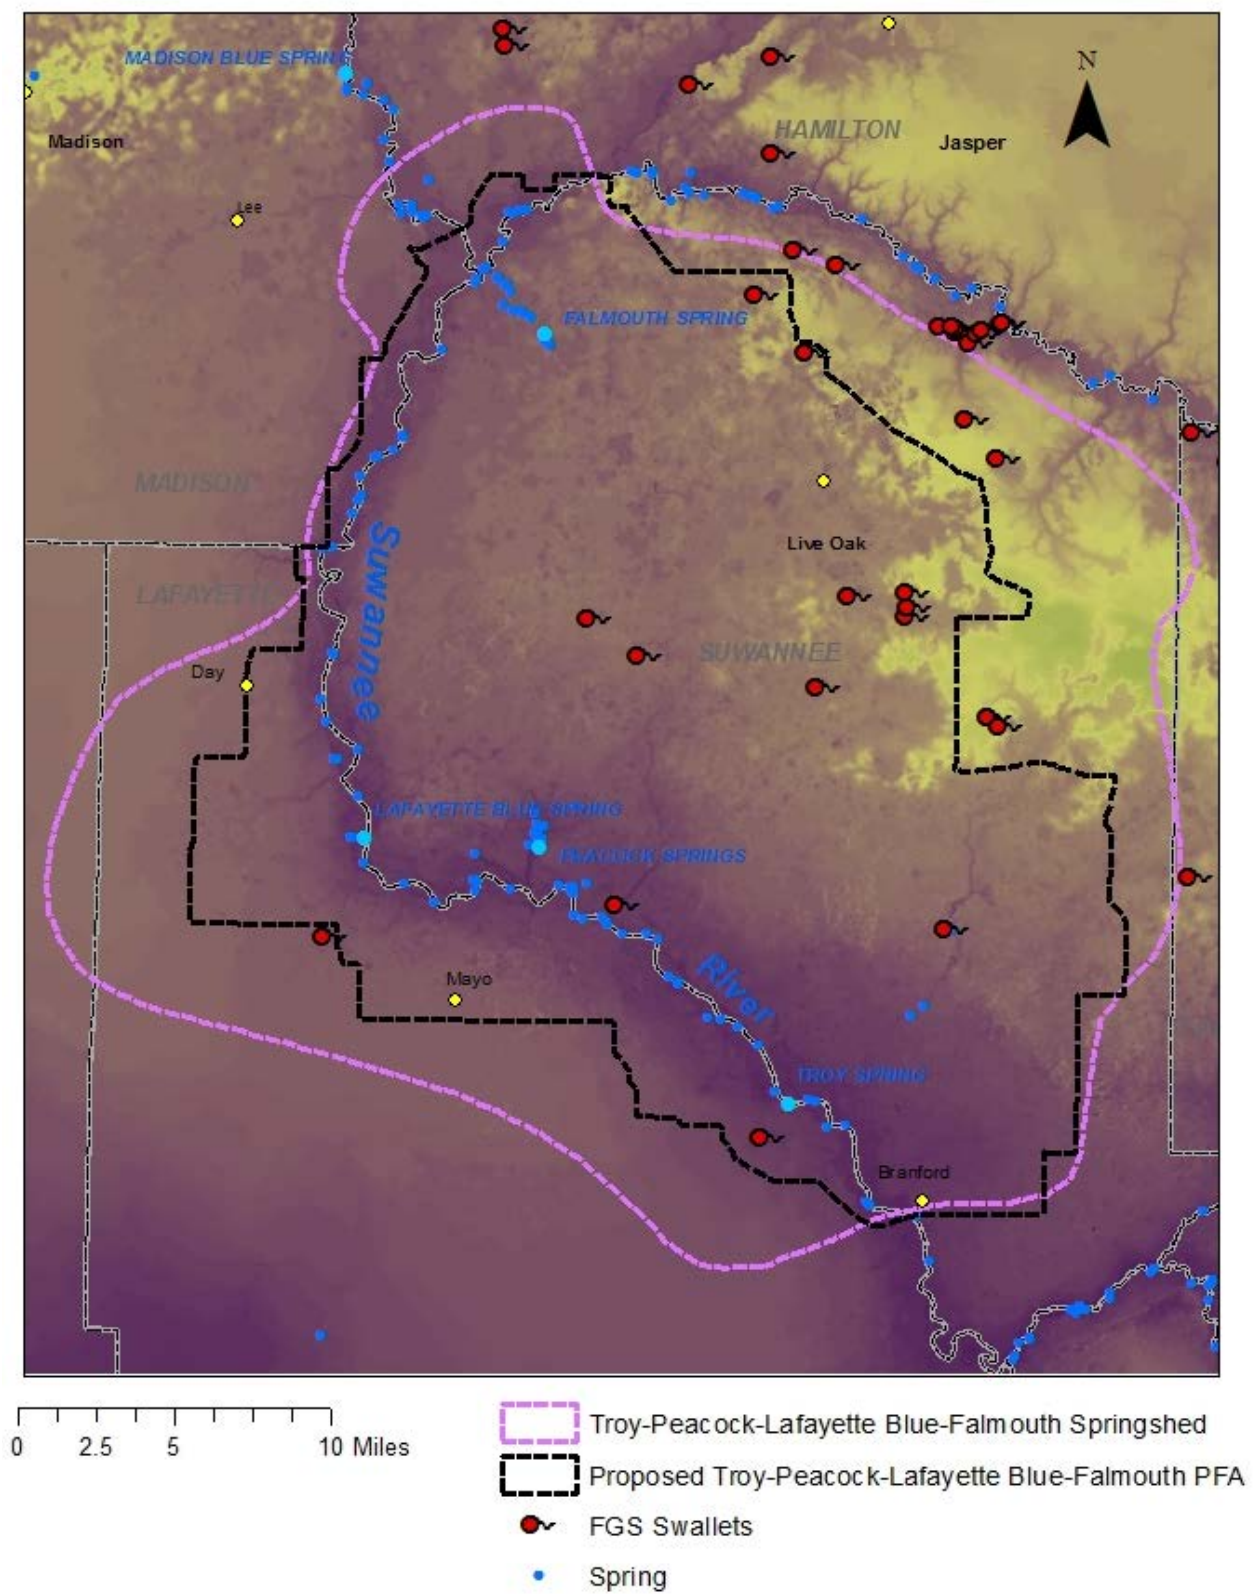 MADISON BLUE SPRING
N
HAMILTON
Madison
Jasper
Lee
FALMOUTH SPRING
MADISON
Suwannee
Live Oak
LAFAYETTE
SUWANNEE
Day
LAFAYETTE BLUE SPRING
PEACOCK SPRINGS
River
Mayo
TROY SPRING
Branford
0 2.5 5 10 Miles
Troy-Peacock-Lafayette Blue-Falmouth Springshed
Proposed Troy-Peacock-Lafayette Blue-Falmouth PFA
FGS Swallets
Spring